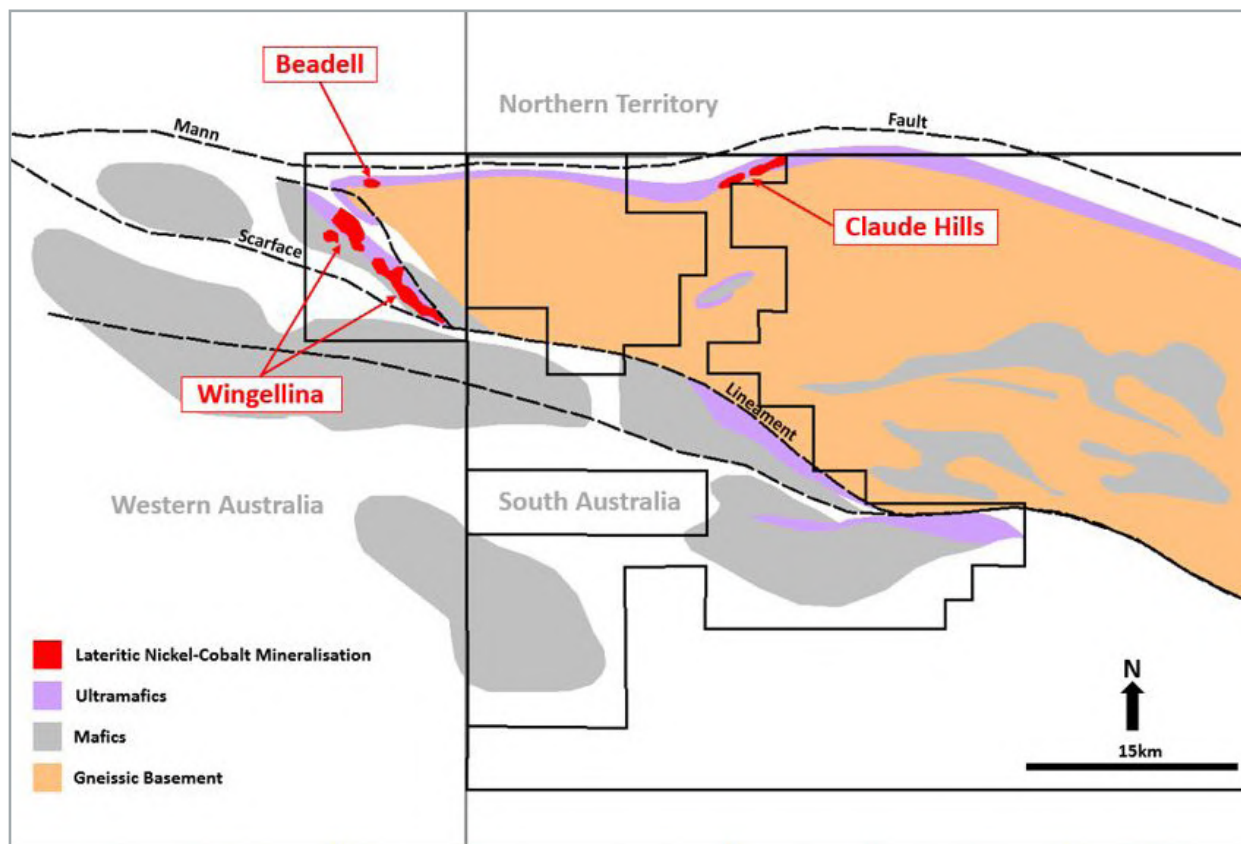 Beadell
Northern Territory
Mann
Fault
Claude Hills
Scarface
Wingellina
Lineament
Western Australia
South Australia
Lateritic Nickel-Cobalt Mineralisation
Ultramafics
Mafics
Gneissic Basement
N
15km